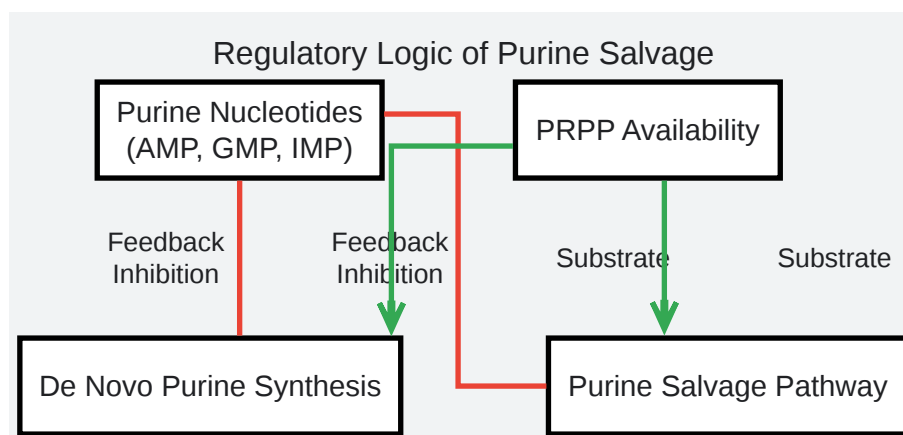 Regulatory Logic of Purine Salvage
Purine Nucleotides
(AMP, GMP, IMP)
PRPP Availability
Feedback
Inhibition
Feedback
Inhibition
Substrate
Substrate
De Novo Purine Synthesis
Purine Salvage Pathway